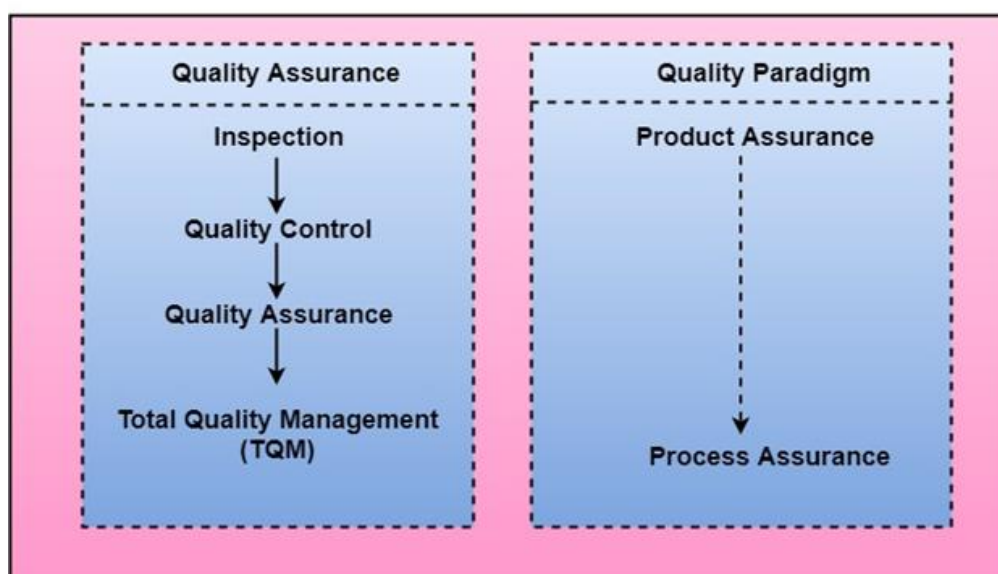 Quality Assurance
Inspection
Quality Control
Quality Assurance
Total Quality Management
(TQM)
Quality Paradigm
Product Assurance
Process Assurance